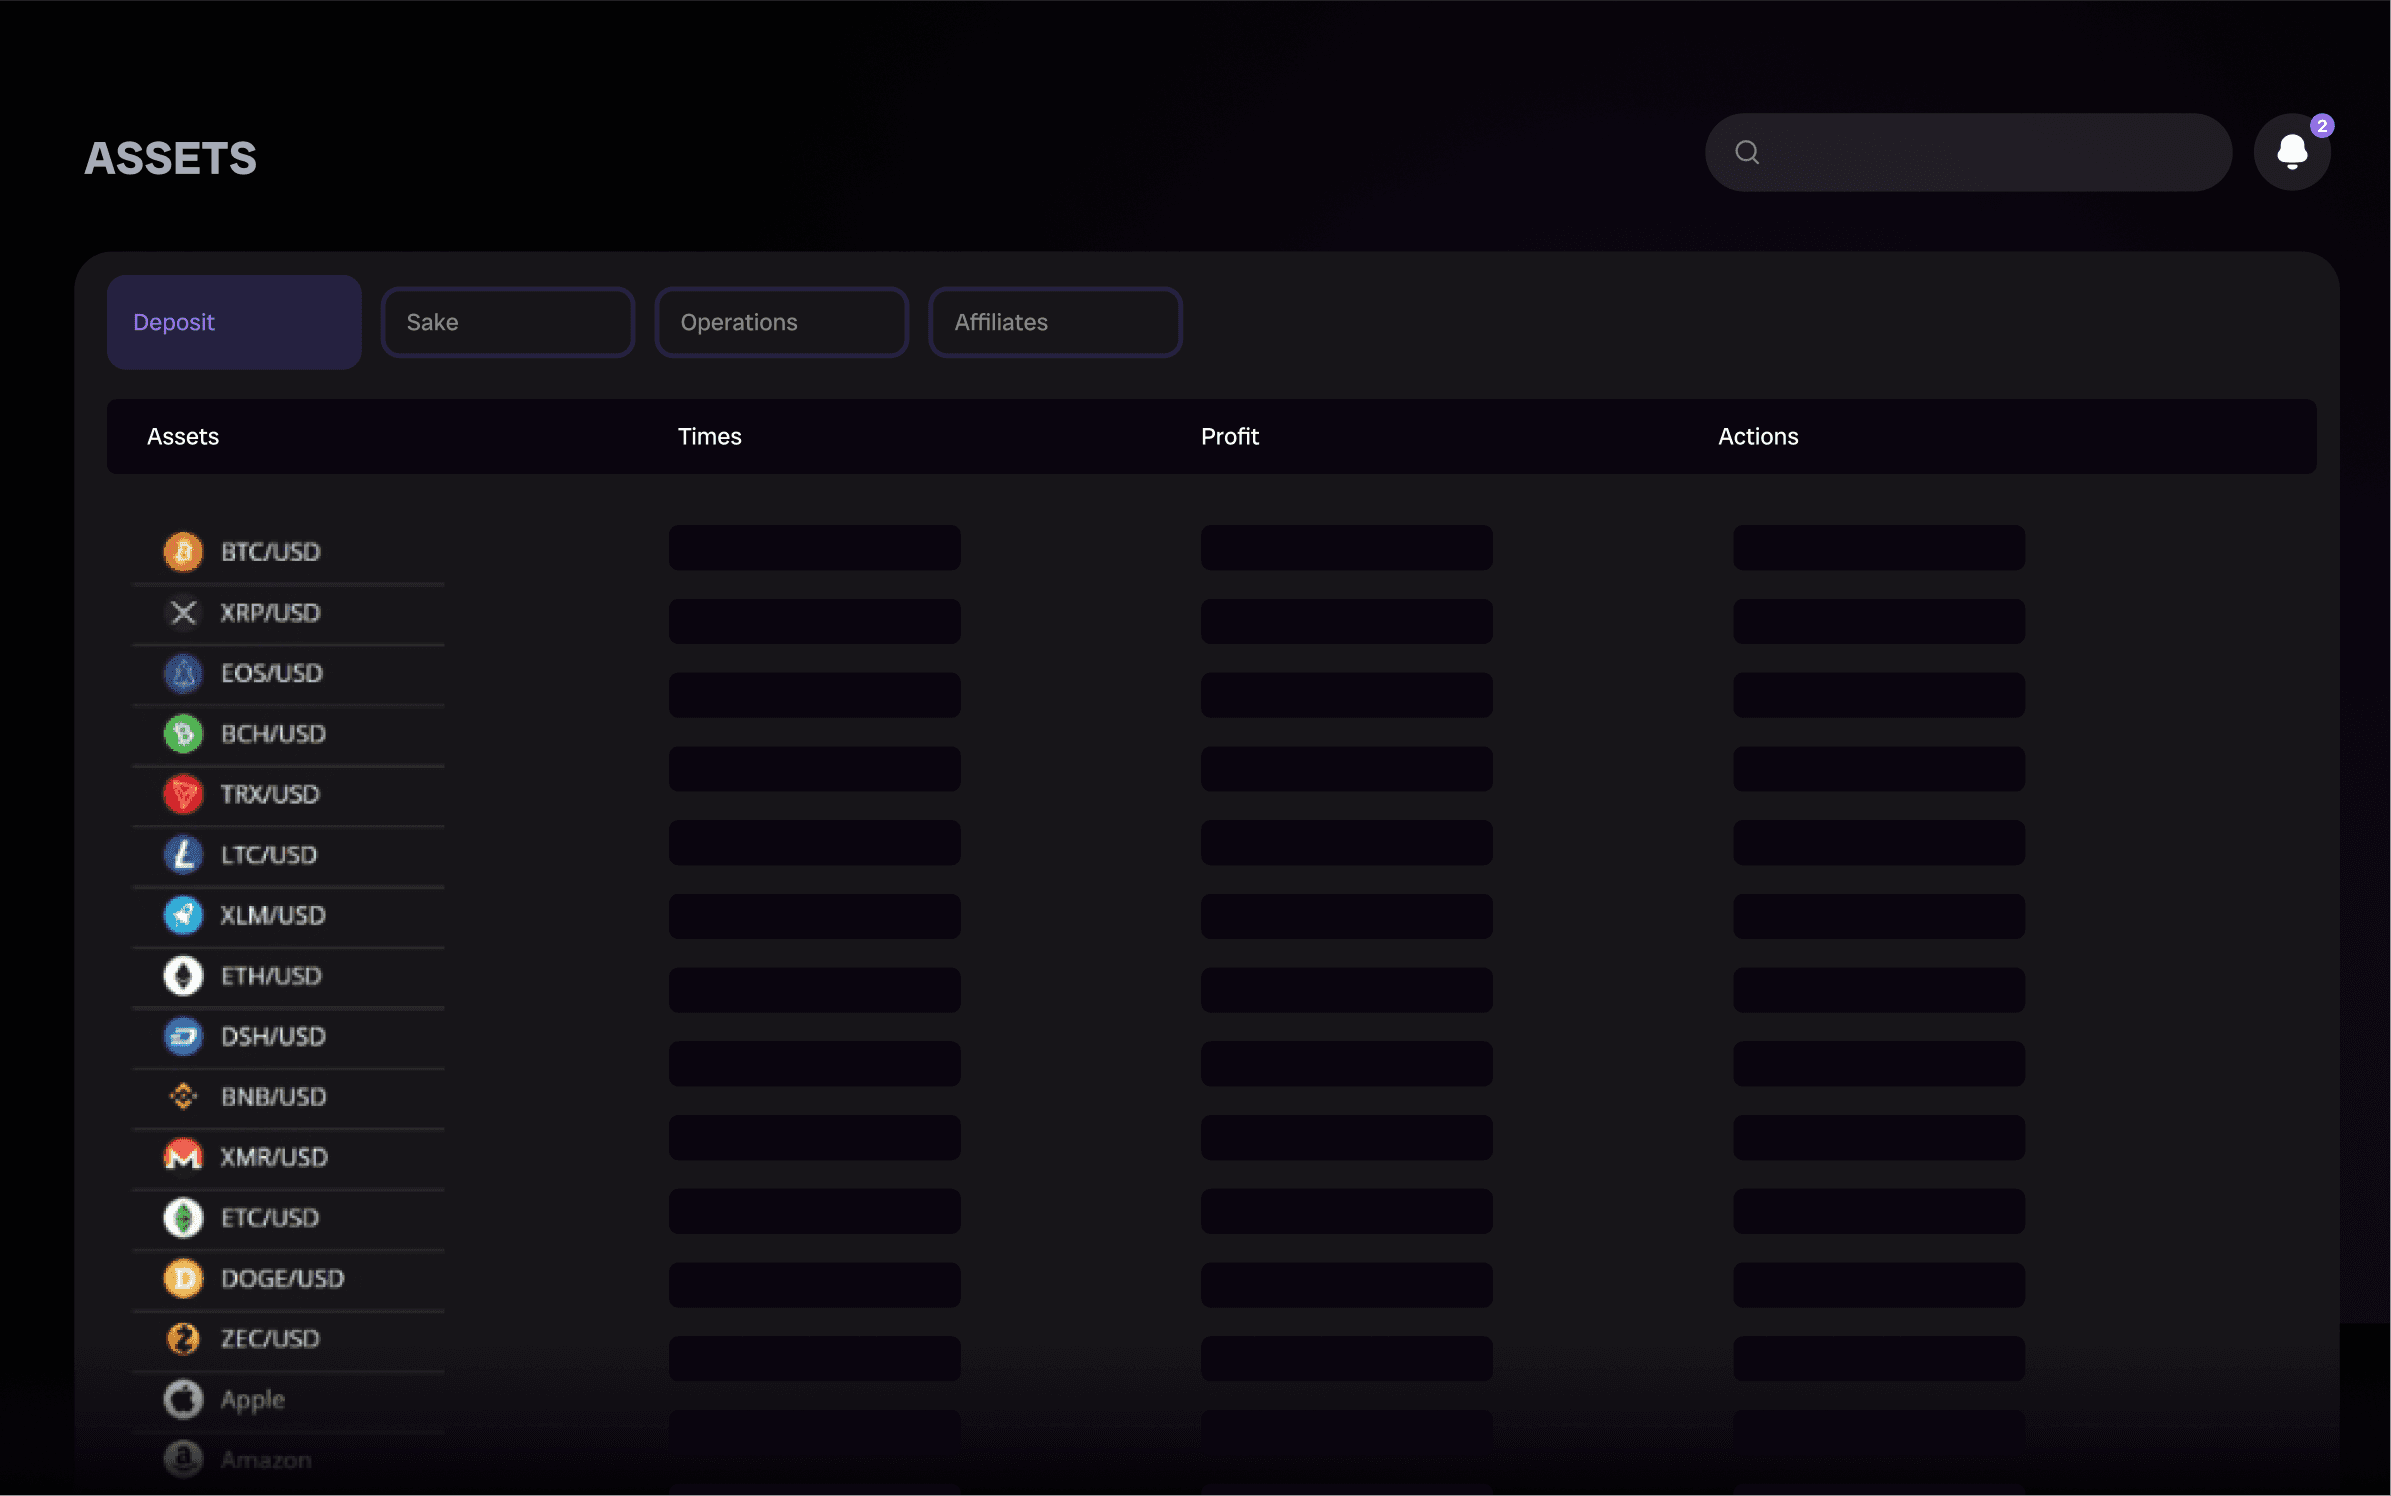 ASSETS
2
Deposit
Sake
Operations
Affiliates
Assets Times Profit Actions
BTC/USD
XRP/USD
EOS/USD
BCH/USD
TRX/USD
LTC/USD
XLM/USD
ETH/USD
DSH/USD
BNB/USD
XMR/USD
ETC/USD
DOGE/USD
ZEC/USD
Apple
Amazon